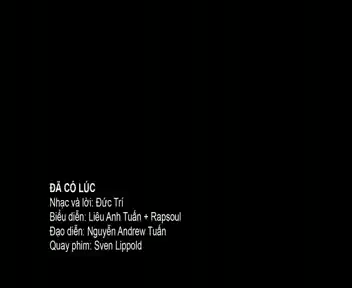 ĐÃ CÓ LÚC
Nhạc và lời: Đức Trí
Biểu diễn: Liêu Anh Tuấn + Rapsoul
Đạo diễn: Nguyễn Andrew Tuấn
Quay phim: Sven Lippold